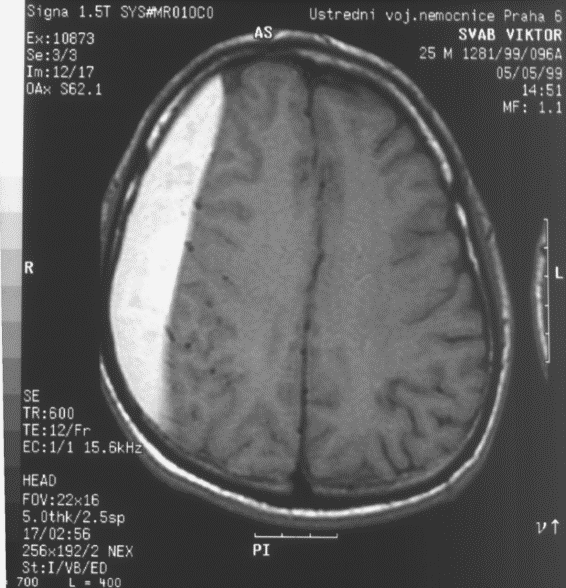 Signa 1.5T SYS#MR01OC0
Ustredni voj.nemocnice Praha 6
Ex:10873
Se:3/3
Im:12/17
OAx S62.1
AS
SVAB VIKTOR
25 M 1281/99/096A
05/05/99
14:51
MF: 1.1
R
L
SE
TR:600
TE:12/Fr
EC:1/1 15.6kHz
HEAD
FOV:22x16
5.0thk/2.5sp
17/02:56
256x192/2 NEX
St:I/VB/ED
700 L = 400
PI
ν↑